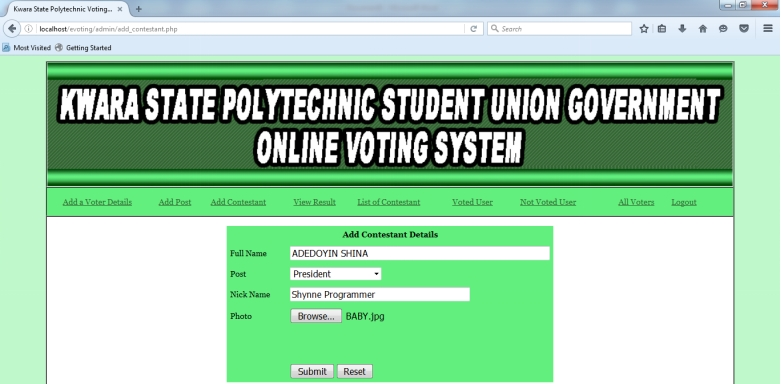 Kwara State Polytechnic Voting...
localhost/evoting/admin/add_contestant.php
Search
Most Visited Getting Started
KWARA STATE POLYTECHNIC STUDENT UNION GOVERNMENT
ONLINE VOTING SYSTEM
Add a Voter Details Add Post Add Contestant View Result List of Contestant Voted User Not Voted User All Voters Logout
Add Contestant Details
Full Name ADEDOYIN SHINA
Post President
Nick Name Shynne Programmer
Photo Browse... BABY.jpg
Submit Reset